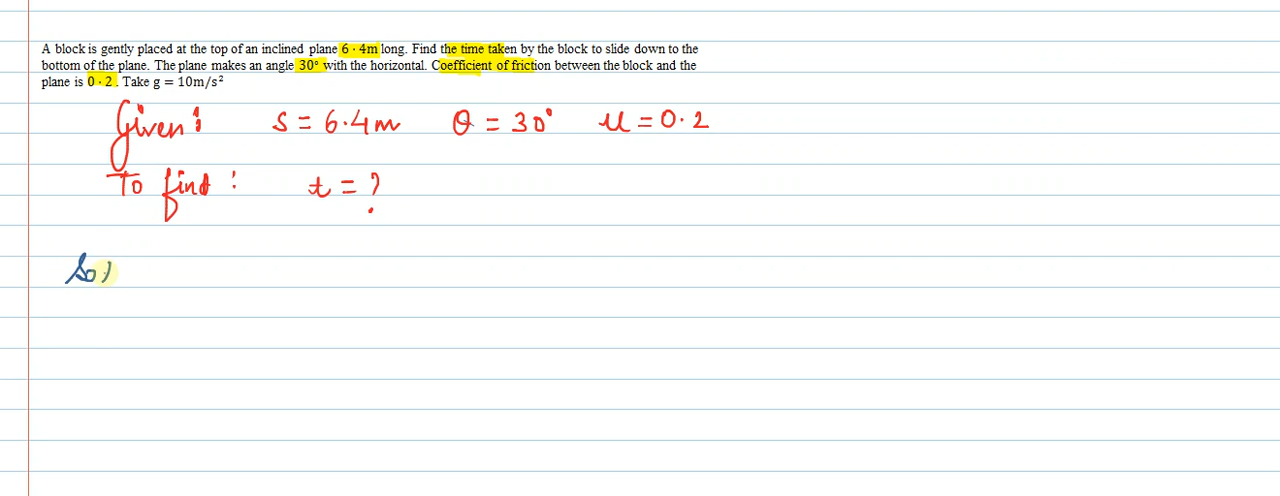 A block is gently placed at the top of an inclined plane 6 · 4m long. Find the time taken by the block to slide down to the
bottom of the plane. The plane makes an angle 30° with the horizontal. Coefficient of friction between the block and the
plane is 0 · 2 . Take g = 10m/s²
Given: s = 6.4m θ = 30° μ = 0.2
To find : t = ?
Sol